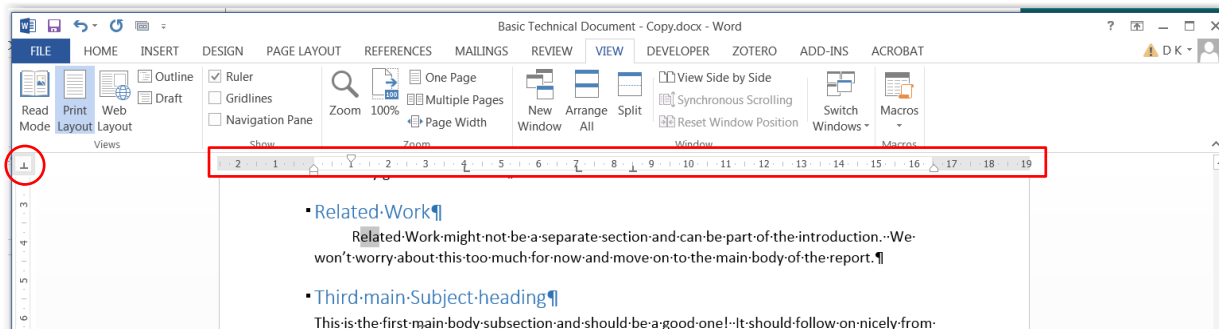 Basic Technical Document - Copy.docx - Word
FILE HOME INSERT DESIGN PAGE LAYOUT REFERENCES MAILINGS REVIEW VIEW DEVELOPER ZOTERO ADD-INS ACROBAT D K
Read Mode
Print Layout
Web Layout
Outline
Draft
Views
Ruler
Gridlines
Navigation Pane
Show
Zoom
100%
One Page
Multiple Pages
Page Width
Zoom
New Window
Arrange All
Split
View Side by Side
Synchronous Scrolling
Reset Window Position
Window
Switch Windows
Macros
Macros
2 1 1 2 3 4 5 6 7 8 9 10 11 12 13 14 15 16 17 18 19
3
4
5
6
Related·Work¶
Related·Work·might·not·be·a·separate·section·and·can·be·part·of·the·introduction.··We·
won't·worry·about·this·too·much·for·now·and·move·on·to·the·main·body·of·the·report.¶
Third·main·Subject·heading¶
This·is·the·first·main·body·subsection·and·should·be·a·good·one!··It·should·follow·on·nicely·from·